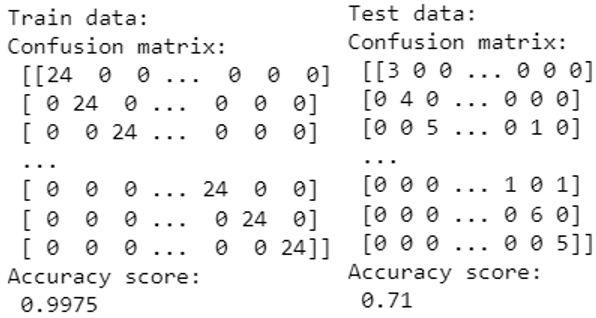 Train data:
Confusion matrix:
[[24  0  0 ...  0  0  0]
[ 0 24  0 ...  0  0  0]
[ 0  0 24 ...  0  0  0]
...
[ 0  0  0 ... 24  0  0]
[ 0  0  0 ...  0 24  0]
[ 0  0  0 ...  0  0 24]]
Accuracy score:
0.9975
Test data:
Confusion matrix:
[[3 0 0 ... 0 0 0]
[0 4 0 ... 0 0 0]
[0 0 5 ... 0 1 0]
...
[0 0 0 ... 1 0 1]
[0 0 0 ... 0 6 0]
[0 0 0 ... 0 0 5]]
Accuracy score:
0.71